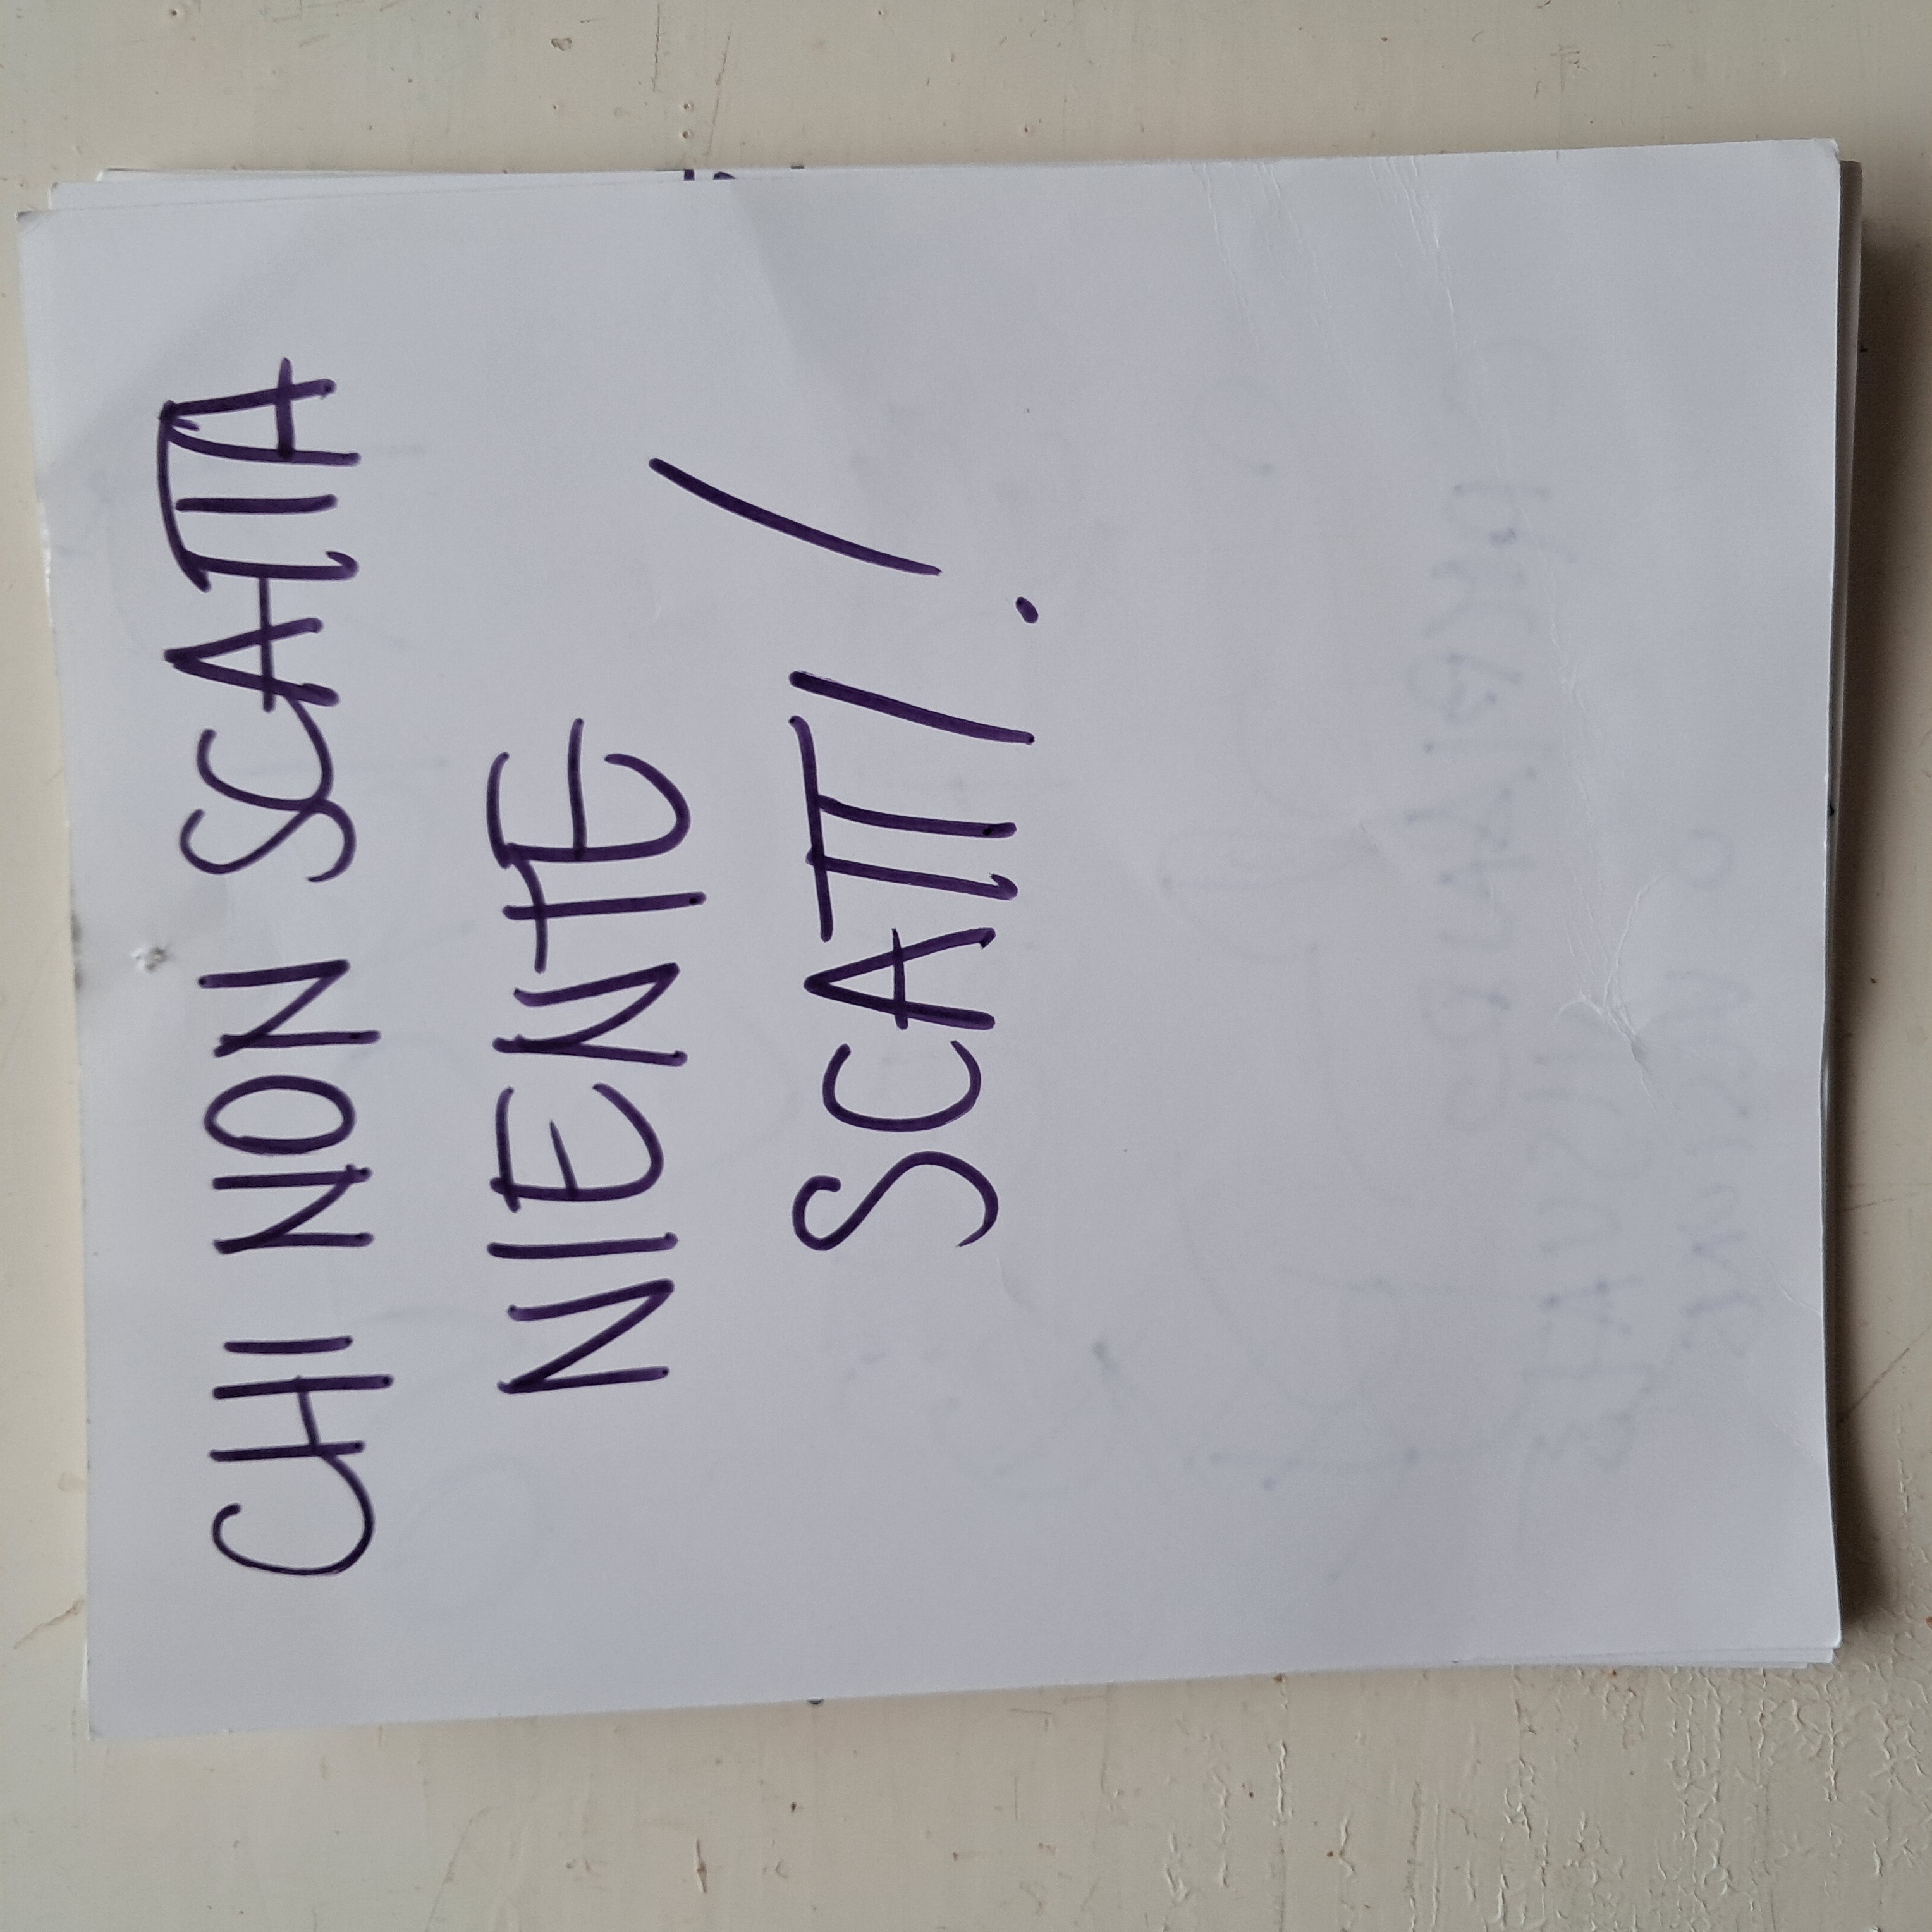 CHI NON SCATTA
NIENTE
SCATTI!